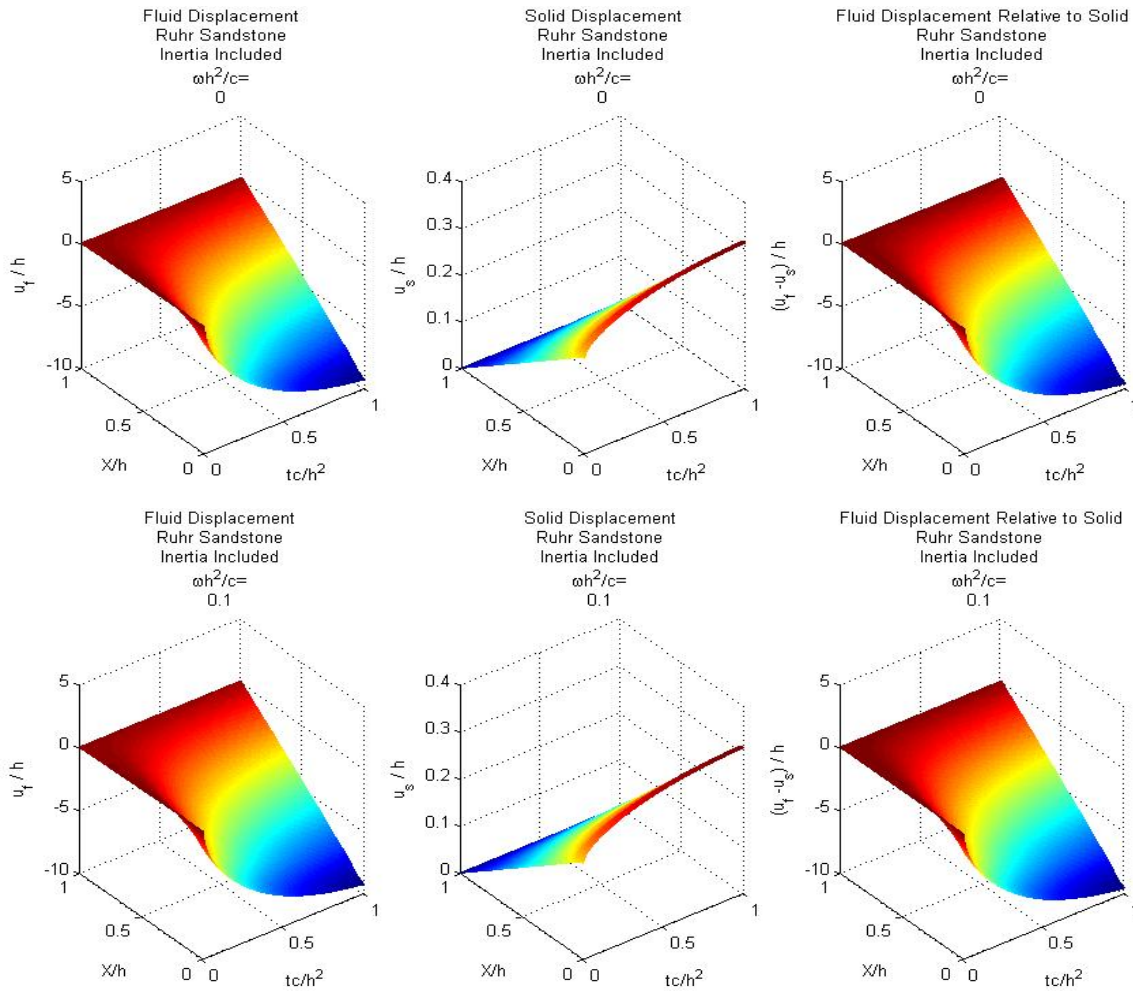 Fluid Displacement
Ruhr Sandstone
Inertia Included
ωh²/c=
0
5
0
-5
-10
u_f / h
1
0.5
0
X/h
0
0.5
1
tc/h²
Solid Displacement
Ruhr Sandstone
Inertia Included
ωh²/c=
0
0.4
0.3
0.2
0.1
0
u_s / h
1
0.5
0
X/h
0
0.5
1
tc/h²
Fluid Displacement Relative to Solid
Ruhr Sandstone
Inertia Included
ωh²/c=
0
5
0
-5
-10
(u_f -u_s) / h
1
0.5
0
X/h
0
0.5
1
tc/h²
Fluid Displacement
Ruhr Sandstone
Inertia Included
ωh²/c=
0.1
5
0
-5
-10
u_f / h
1
0.5
0
X/h
0
0.5
1
tc/h²
Solid Displacement
Ruhr Sandstone
Inertia Included
ωh²/c=
0.1
0.4
0.3
0.2
0.1
0
u_s / h
1
0.5
0
X/h
0
0.5
1
tc/h²
Fluid Displacement Relative to Solid
Ruhr Sandstone
Inertia Included
ωh²/c=
0.1
5
0
-5
-10
(u_f -u_s) / h
1
0.5
0
X/h
0
0.5
1
tc/h²